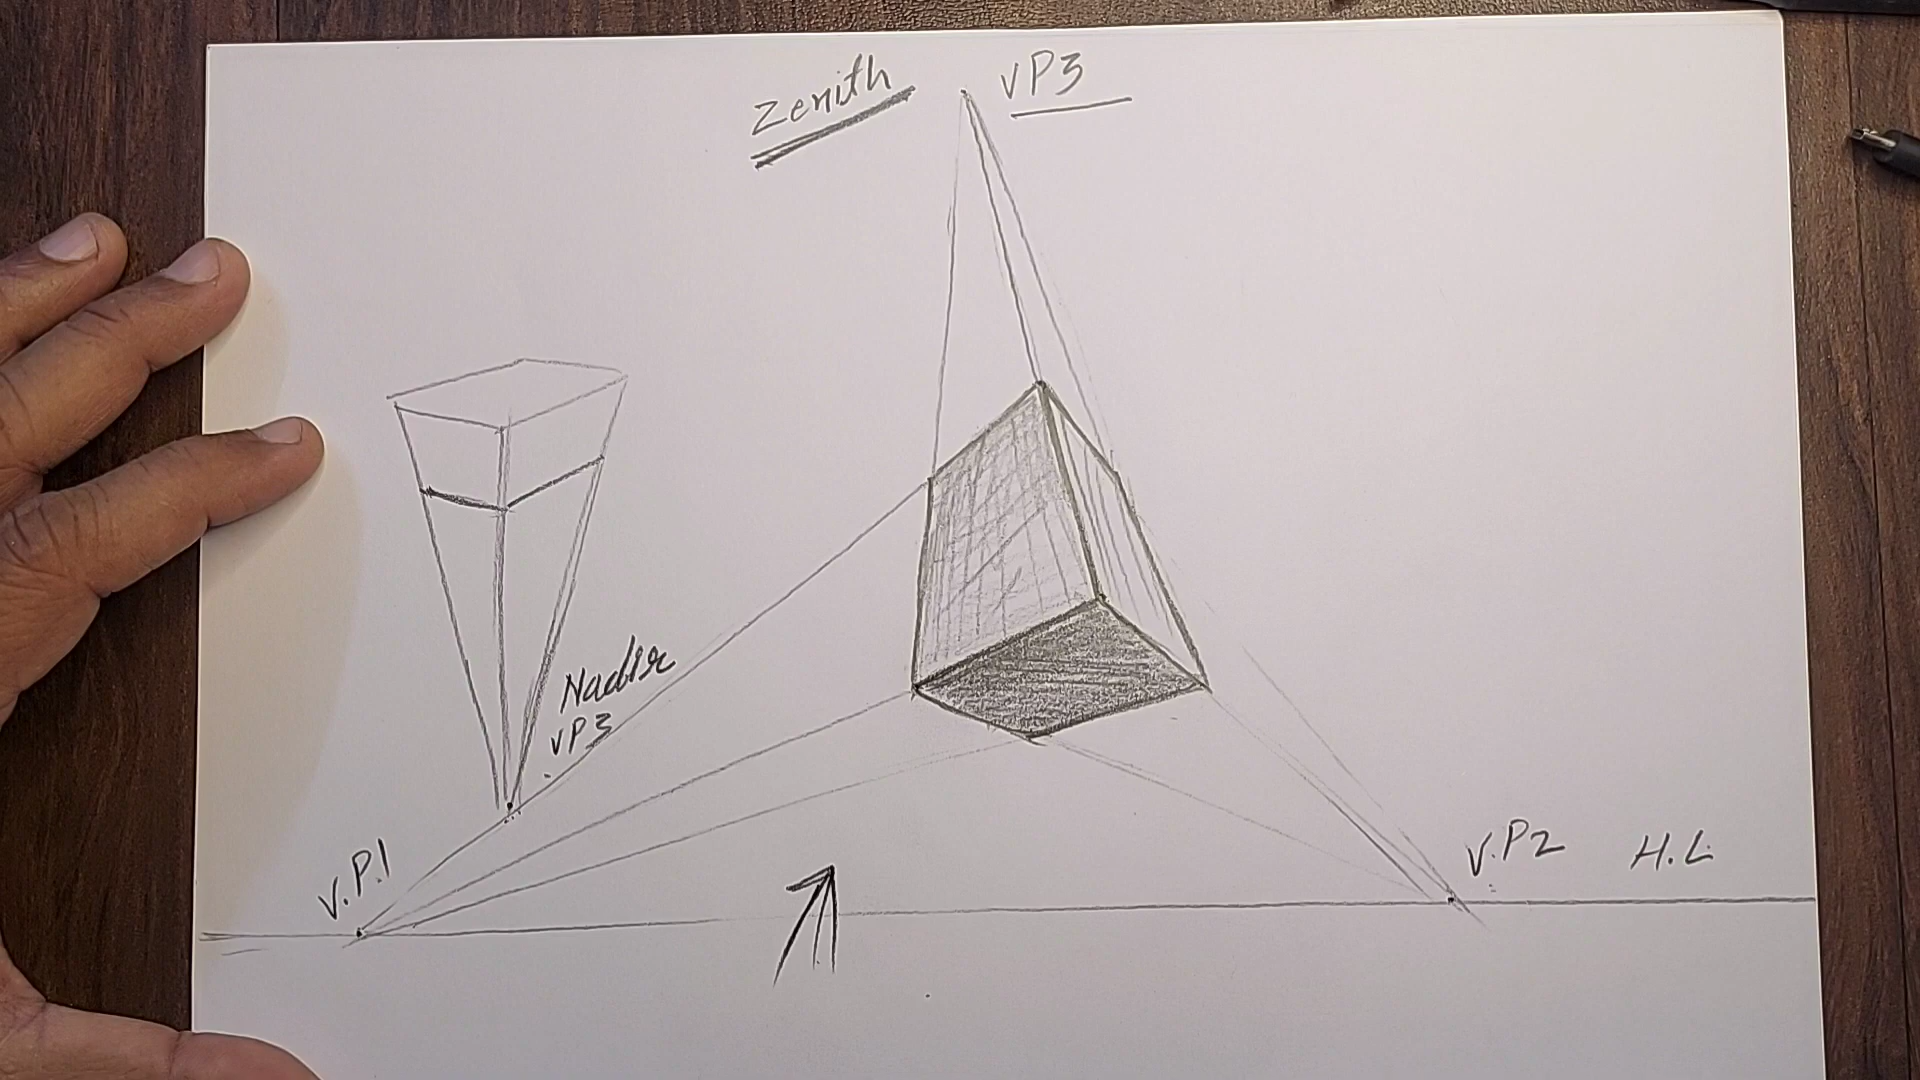 Zenith
VP3
Nadir
VP3
V.P.1
V.P2
H.L.